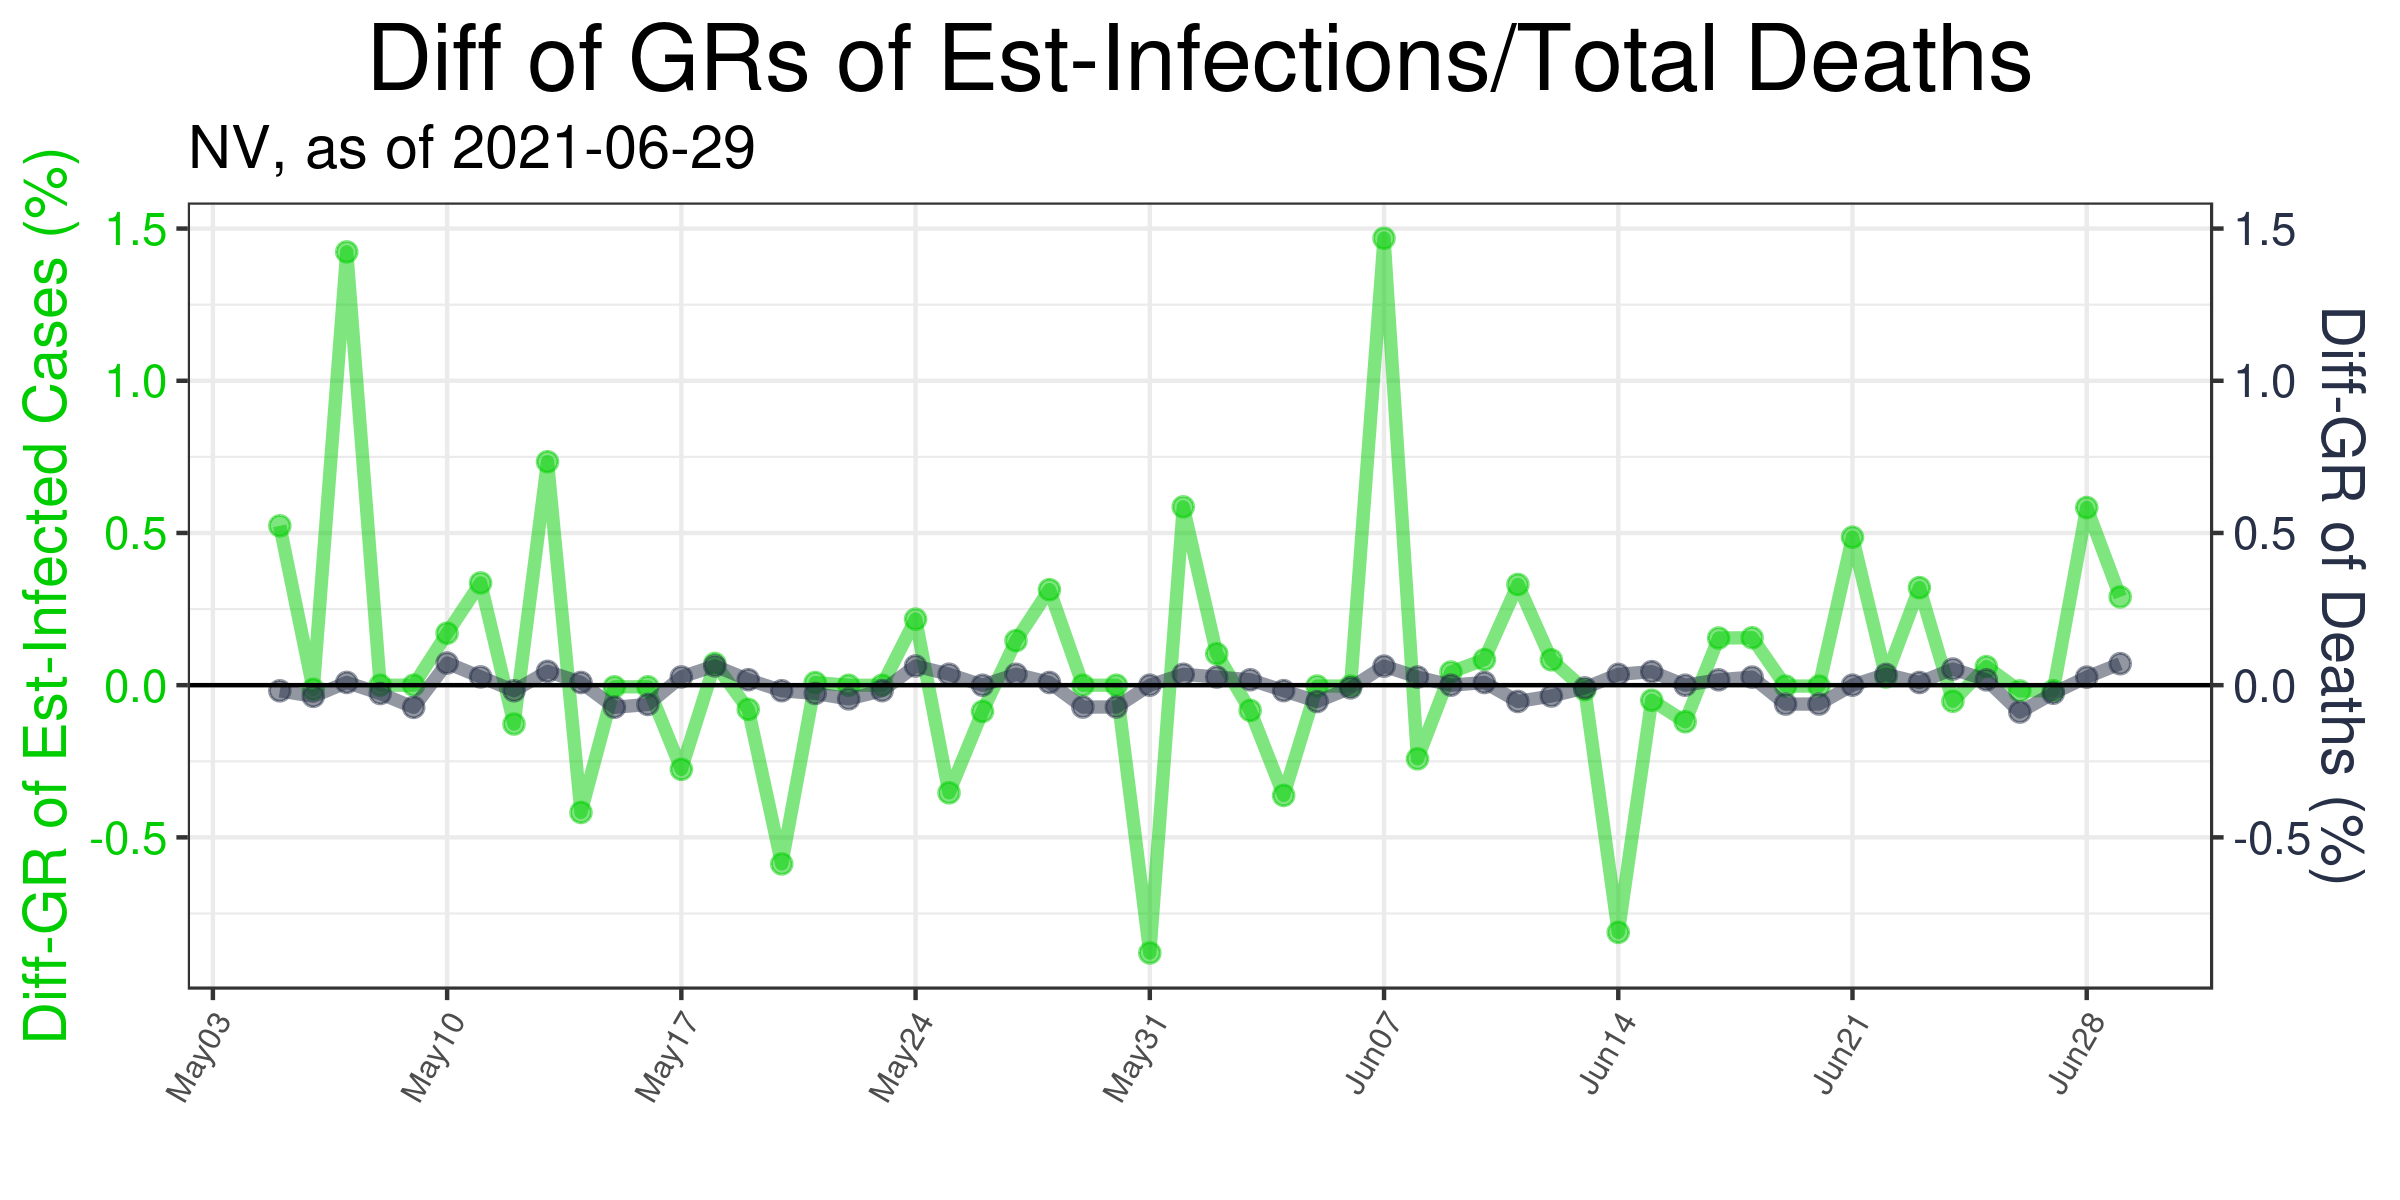 Diff of GRs of Est-Infections/Total Deaths
NV, as of 2021-06-29
Diff-GR of Est-Infected Cases (%)
1.5
1.0
0.5
0.0
-0.5
1.5
1.0
0.5
0.0
-0.5
Diff-GR of Deaths (%)
May03
May10
May17
May24
May31
Jun07
Jun14
Jun21
Jun28